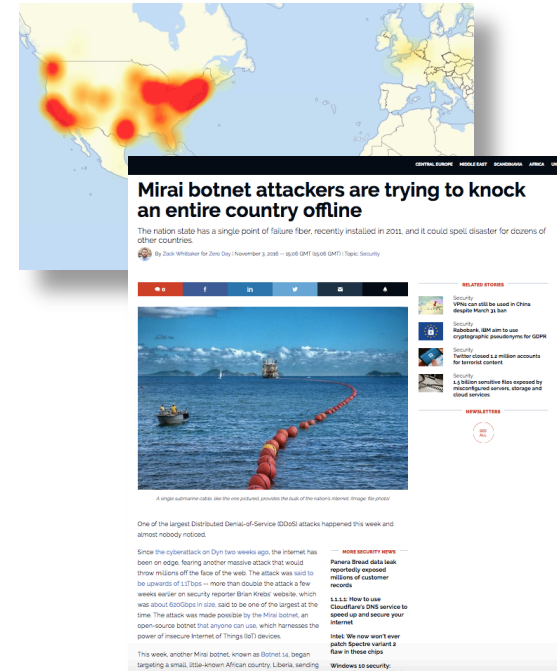 CENTRAL EUROPE MIDDLE EAST SCANDINAVIA AFRICA
Mirai botnet attackers are trying to knock
an entire country offline
The nation state has a single point of failure fiber, recently installed in 2011, and it could spell disaster for dozens of
other countries.
By Zack Whittaker for Zero Day | November 3, 2016 -- 15:06 GMT (15:06 GMT) | Topic: Security
0
f
in
RELATED STORIES
Security
VPNs can still be used in China
despite March 31 ban
Security
Rabobank, IBM aim to use
cryptographic pseudonyms for GDPR
Security
Twitter closed 1.2 million accounts
for terrorist content
Security
1.5 billion sensitive files exposed by
misconfigured servers, storage and
cloud services
NEWSLETTERS
SEE
ALL
A single submarine cable, like the one pictured, provides the bulk of the nation's internet. (Image: file photo)
One of the largest Distributed Denial-of-Service (DDoS) attacks happened this week and
almost nobody noticed.
Since the cyberattack on Dyn two weeks ago, the internet has
been on edge, fearing another massive attack that would
throw millions off the face of the web. The attack was said to
be upwards of 1.1Tbps -- more than double the attack a few
weeks earlier on security reporter Brian Krebs' website, which
was about 620Gbps in size, said to be one of the largest at the
time. The attack was made possible by the Mirai botnet, an
open-source botnet that anyone can use, which harnesses the
power of insecure Internet of Things (IoT) devices.
This week, another Mirai botnet, known as Botnet 14, began
targeting a small, little-known African country, Liberia, sending
MORE SECURITY NEWS
Panera Bread data leak
reportedly exposed
millions of customer
records
1.1.1.1: How to use
Cloudflare's DNS service to
speed up and secure your
internet
Intel: We now won't ever
patch Spectre variant 2
flaw in these chips
Windows 10 security: